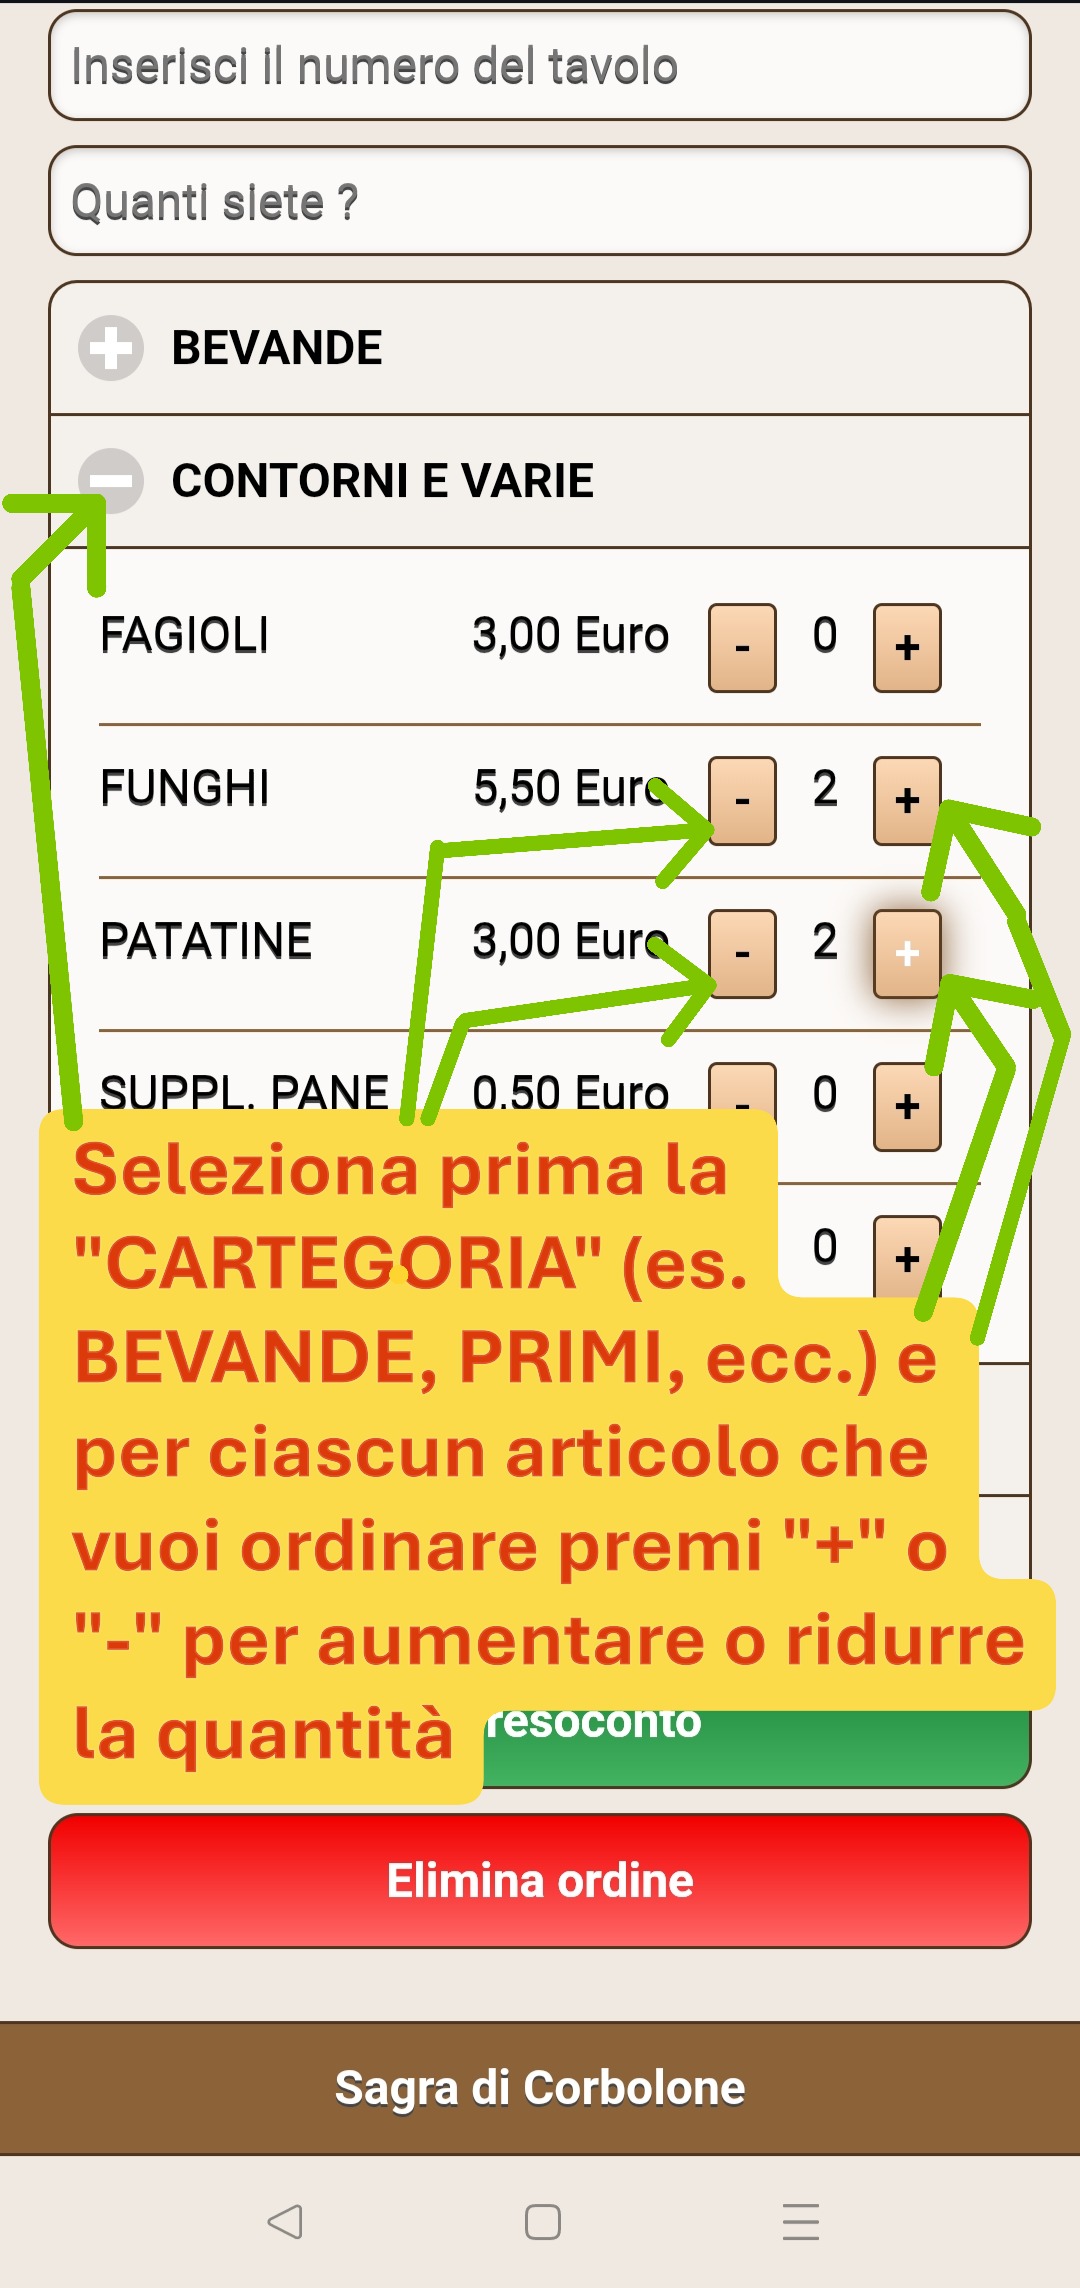 Inserisci il numero del tavolo
Quanti siete ?
BEVANDE
CONTORNI E VARIE
FAGIOLI 3,00 Euro - 0 +
FUNGHI 5,50 Euro - 2 +
PATATINE 3,00 Euro - 2 +
SUPPL. PANE 0,50 Euro - 0 +
0 +
Seleziona prima la
"CARTEGORIA" (es.
BEVANDE, PRIMI, ecc.) e
per ciascun articolo che
vuoi ordinare premi "+" o
"-" per aumentare o ridurre
la quantità
resoconto
Elimina ordine
Sagra di Corbolone